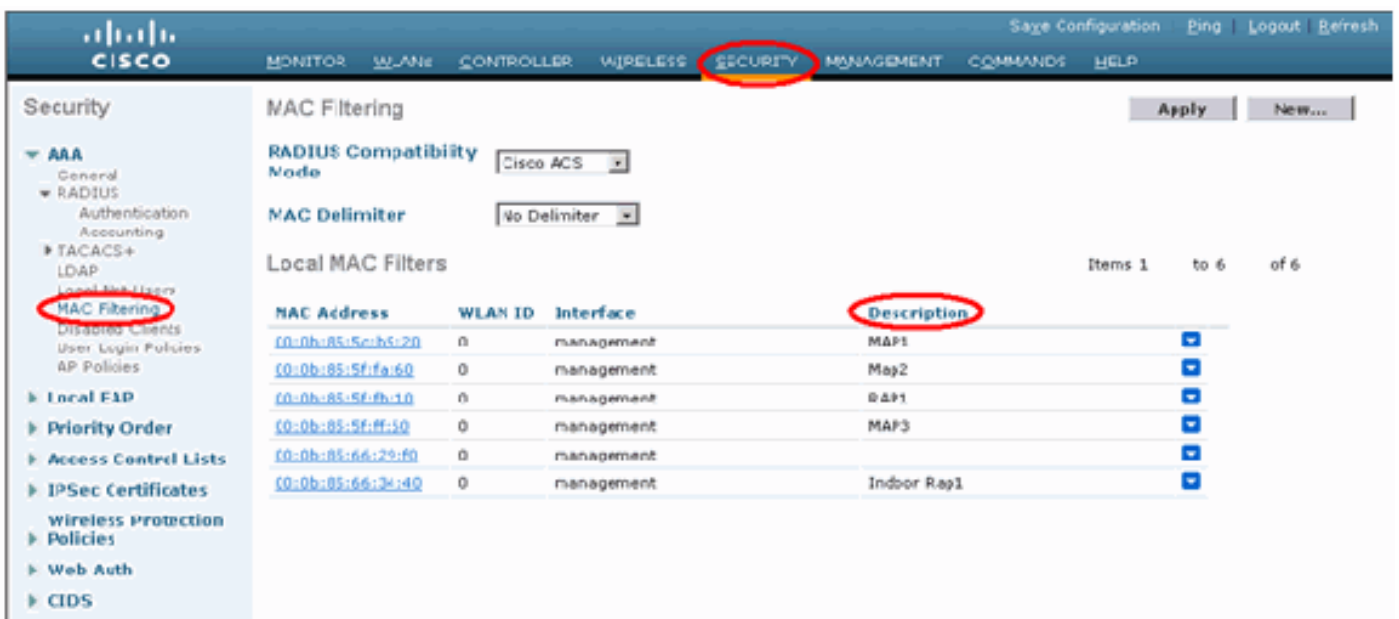 Save Configuration Ping Logout Refresh
CISCO
MONITOR WLANs CONTROLLER WIRELESS SECURITY MANAGEMENT COMMANDS HELP
Security
AAA
General
RADIUS
Authentication
Accounting
TACACS+
LDAP
Local Net Users
MAC Filtering
Disabled Clients
User Login Policies
AP Policies
Local EAP
Priority Order
Access Control Lists
IPSec Certificates
Wireless Protection
Policies
Web Auth
CIDS
MAC Filtering
Apply New...
RADIUS Compatibility
Mode
Cisco ACS
MAC Delimiter No Delimiter
Local MAC Filters Items 1 to 6 of 6
MAC Address WLAN ID Interface Description
00:0b:85:5c:b5:20 0 management MAP1
00:0b:85:5f:fa:60 0 management Map2
00:0b:85:5f:fb:10 0 management RAP1
00:0b:85:5f:ff:50 0 management MAP3
00:0b:85:66:29:f0 0 management
00:0b:85:66:34:40 0 management Indoor Rap1